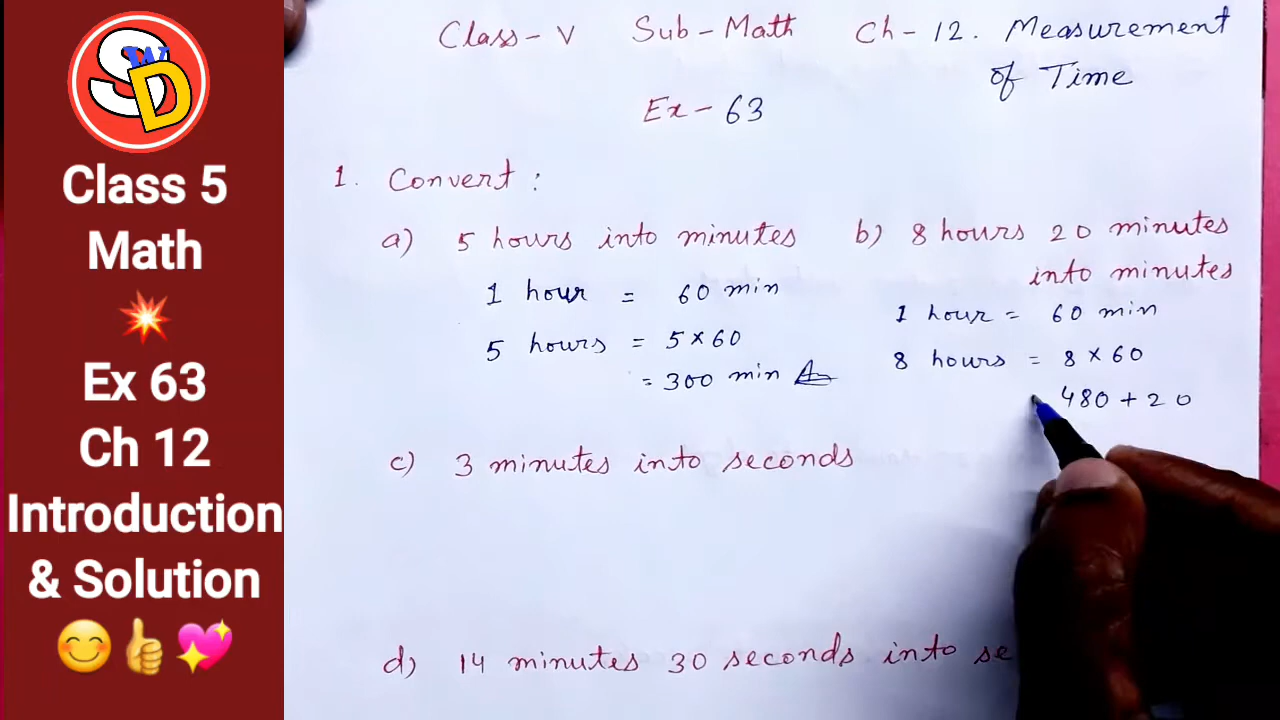 SWD
Class 5
Math
Ex 63
Ch 12
Introduction
& Solution
Class - V Sub - Math Ch - 12. Measurement
of Time
Ex - 63
1. Convert :
a) 5 hours into minutes
1 hour = 60 min
5 hours = 5 × 60
= 300 min
b) 8 hours 20 minutes
into minutes
1 hour = 60 min
8 hours = 8 × 60
480 + 20
c) 3 minutes into seconds
d) 14 minutes 30 seconds into se